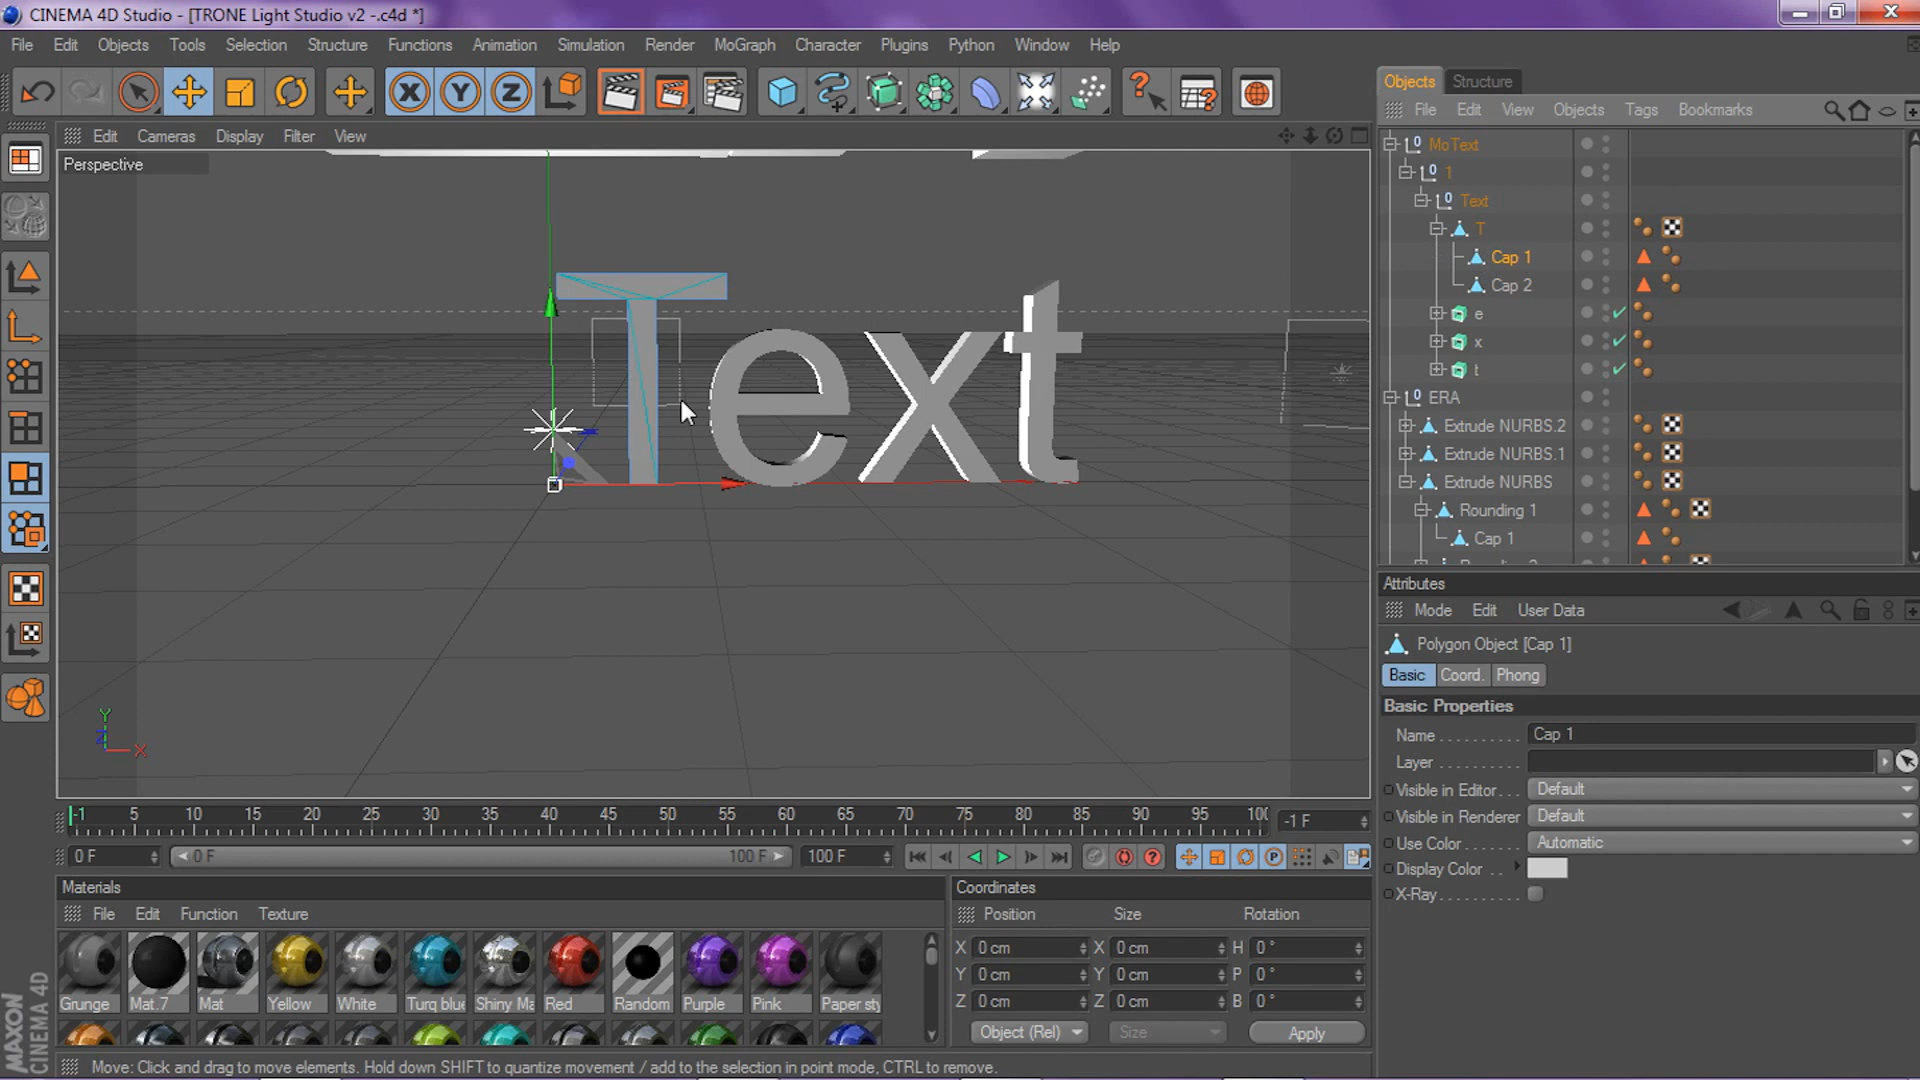 CINEMA 4D Studio - [TRONE Light Studio v2 -.c4d *]
File Edit Objects Tools Selection Structure Functions Animation Simulation Render MoGraph Character Plugins Python Window Help
X Y Z
Objects Structure
File Edit View Objects Tags Bookmarks
Edit Cameras Display Filter View
Perspective
MoText
1
Text
T
Cap 1
Cap 2
e
x
t
ERA
Extrude NURBS.2
Extrude NURBS.1
Extrude NURBS
Rounding 1
Cap 1
Text
Y
Z
X
Attributes
Mode Edit User Data
Polygon Object [Cap 1]
Basic Coord. Phong
Basic Properties
Name Cap 1
Layer
Visible in Editor Default
Visible in Renderer Default
Use Color Automatic
Display Color
X-Ray
-1 5 10 15 20 25 30 35 40 45 50 55 60 65 70 75 80 85 90 95 100 -1 F
0 F 0 F 100 F 100 F
Materials
File Edit Function Texture
Grunge Mat.7 Mat Yellow White Turq blue Shiny Ma Red Random Purple Pink Paper sty
Coordinates
Position Size Rotation
X 0 cm X 0 cm H 0 °
Y 0 cm Y 0 cm P 0 °
Z 0 cm Z 0 cm B 0 °
Object (Rel) Size Apply
MAXON
CINEMA 4D
Move: Click and drag to move elements. Hold down SHIFT to quantize movement / add to the selection in point mode, CTRL to remove.